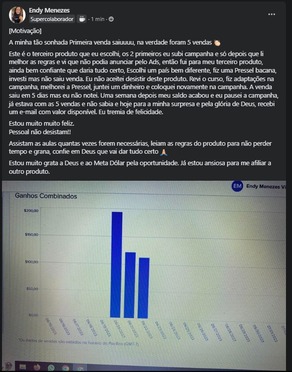 Endy Menezes
Supercolaborador · 1 min ·
[Motivação]
A minha tão sonhada Primeira venda saiuuuu, na verdade foram 5 vendas 👏🏻
Este é o terceiro produto que eu escolhi, os 2 primeiros eu subi campanha e só depois que li
melhor as regras e vi que não podia anunciar pelo Ads, então fui para meu terceiro produto,
ainda bem confiante que daria tudo certo, Escolhi um país bem diferente, fiz uma Pressel bacana,
investi mas não saiu venda. Eu não aceitei desistir deste produto. Revi o curso, fiz adaptações na
campanha, melhorei a Pressel, juntei um dinheiro e coloquei novamente na campanha. A venda
saiu em 5 dias mas eu não notei. Uma semana depois meu saldo acabou e eu pausei a campanha,
já estava com as 5 vendas e não sabia e hoje para a minha surpresa e pela glória de Deus, recebi
um e-mail com valor disponível. Eu tremia de felicidade.
Estou muito muito feliz.
Pessoal não desistam!!
Assistam as aulas quantas vezes forem necessárias, leiam as regras do produto para não perder
tempo e grana, confie em Deus que vai dar tudo certo 🙏🏻
Estou muito grata a Deus e ao Meta Dólar pela oportunidade. Já estou ansiosa para me afiliar a
outro produto.
EM Endy Menezes V
Ganhos Combinados